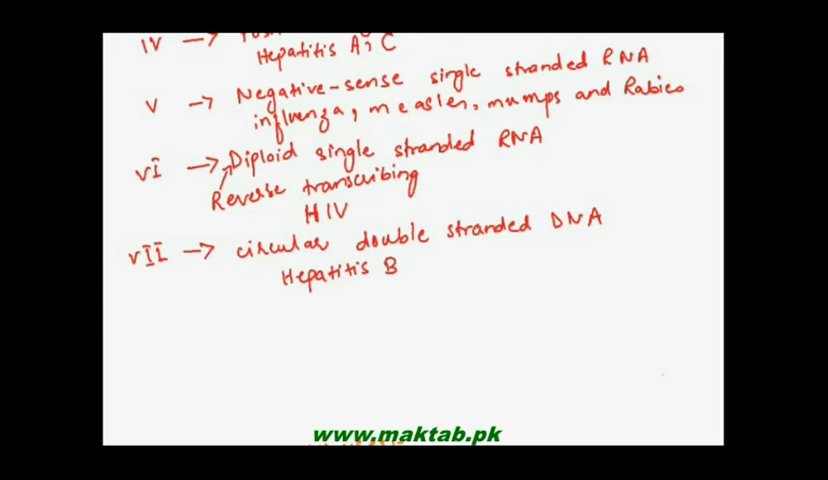 IV →
Hepatitis A, C
V → Negative-sense single stranded RNA
influenza, measles, mumps and Rabies
VI → Diploid single stranded RNA
Reverse transcribing
HIV
VII → circular double stranded DNA
Hepatitis B
www.maktab.pk